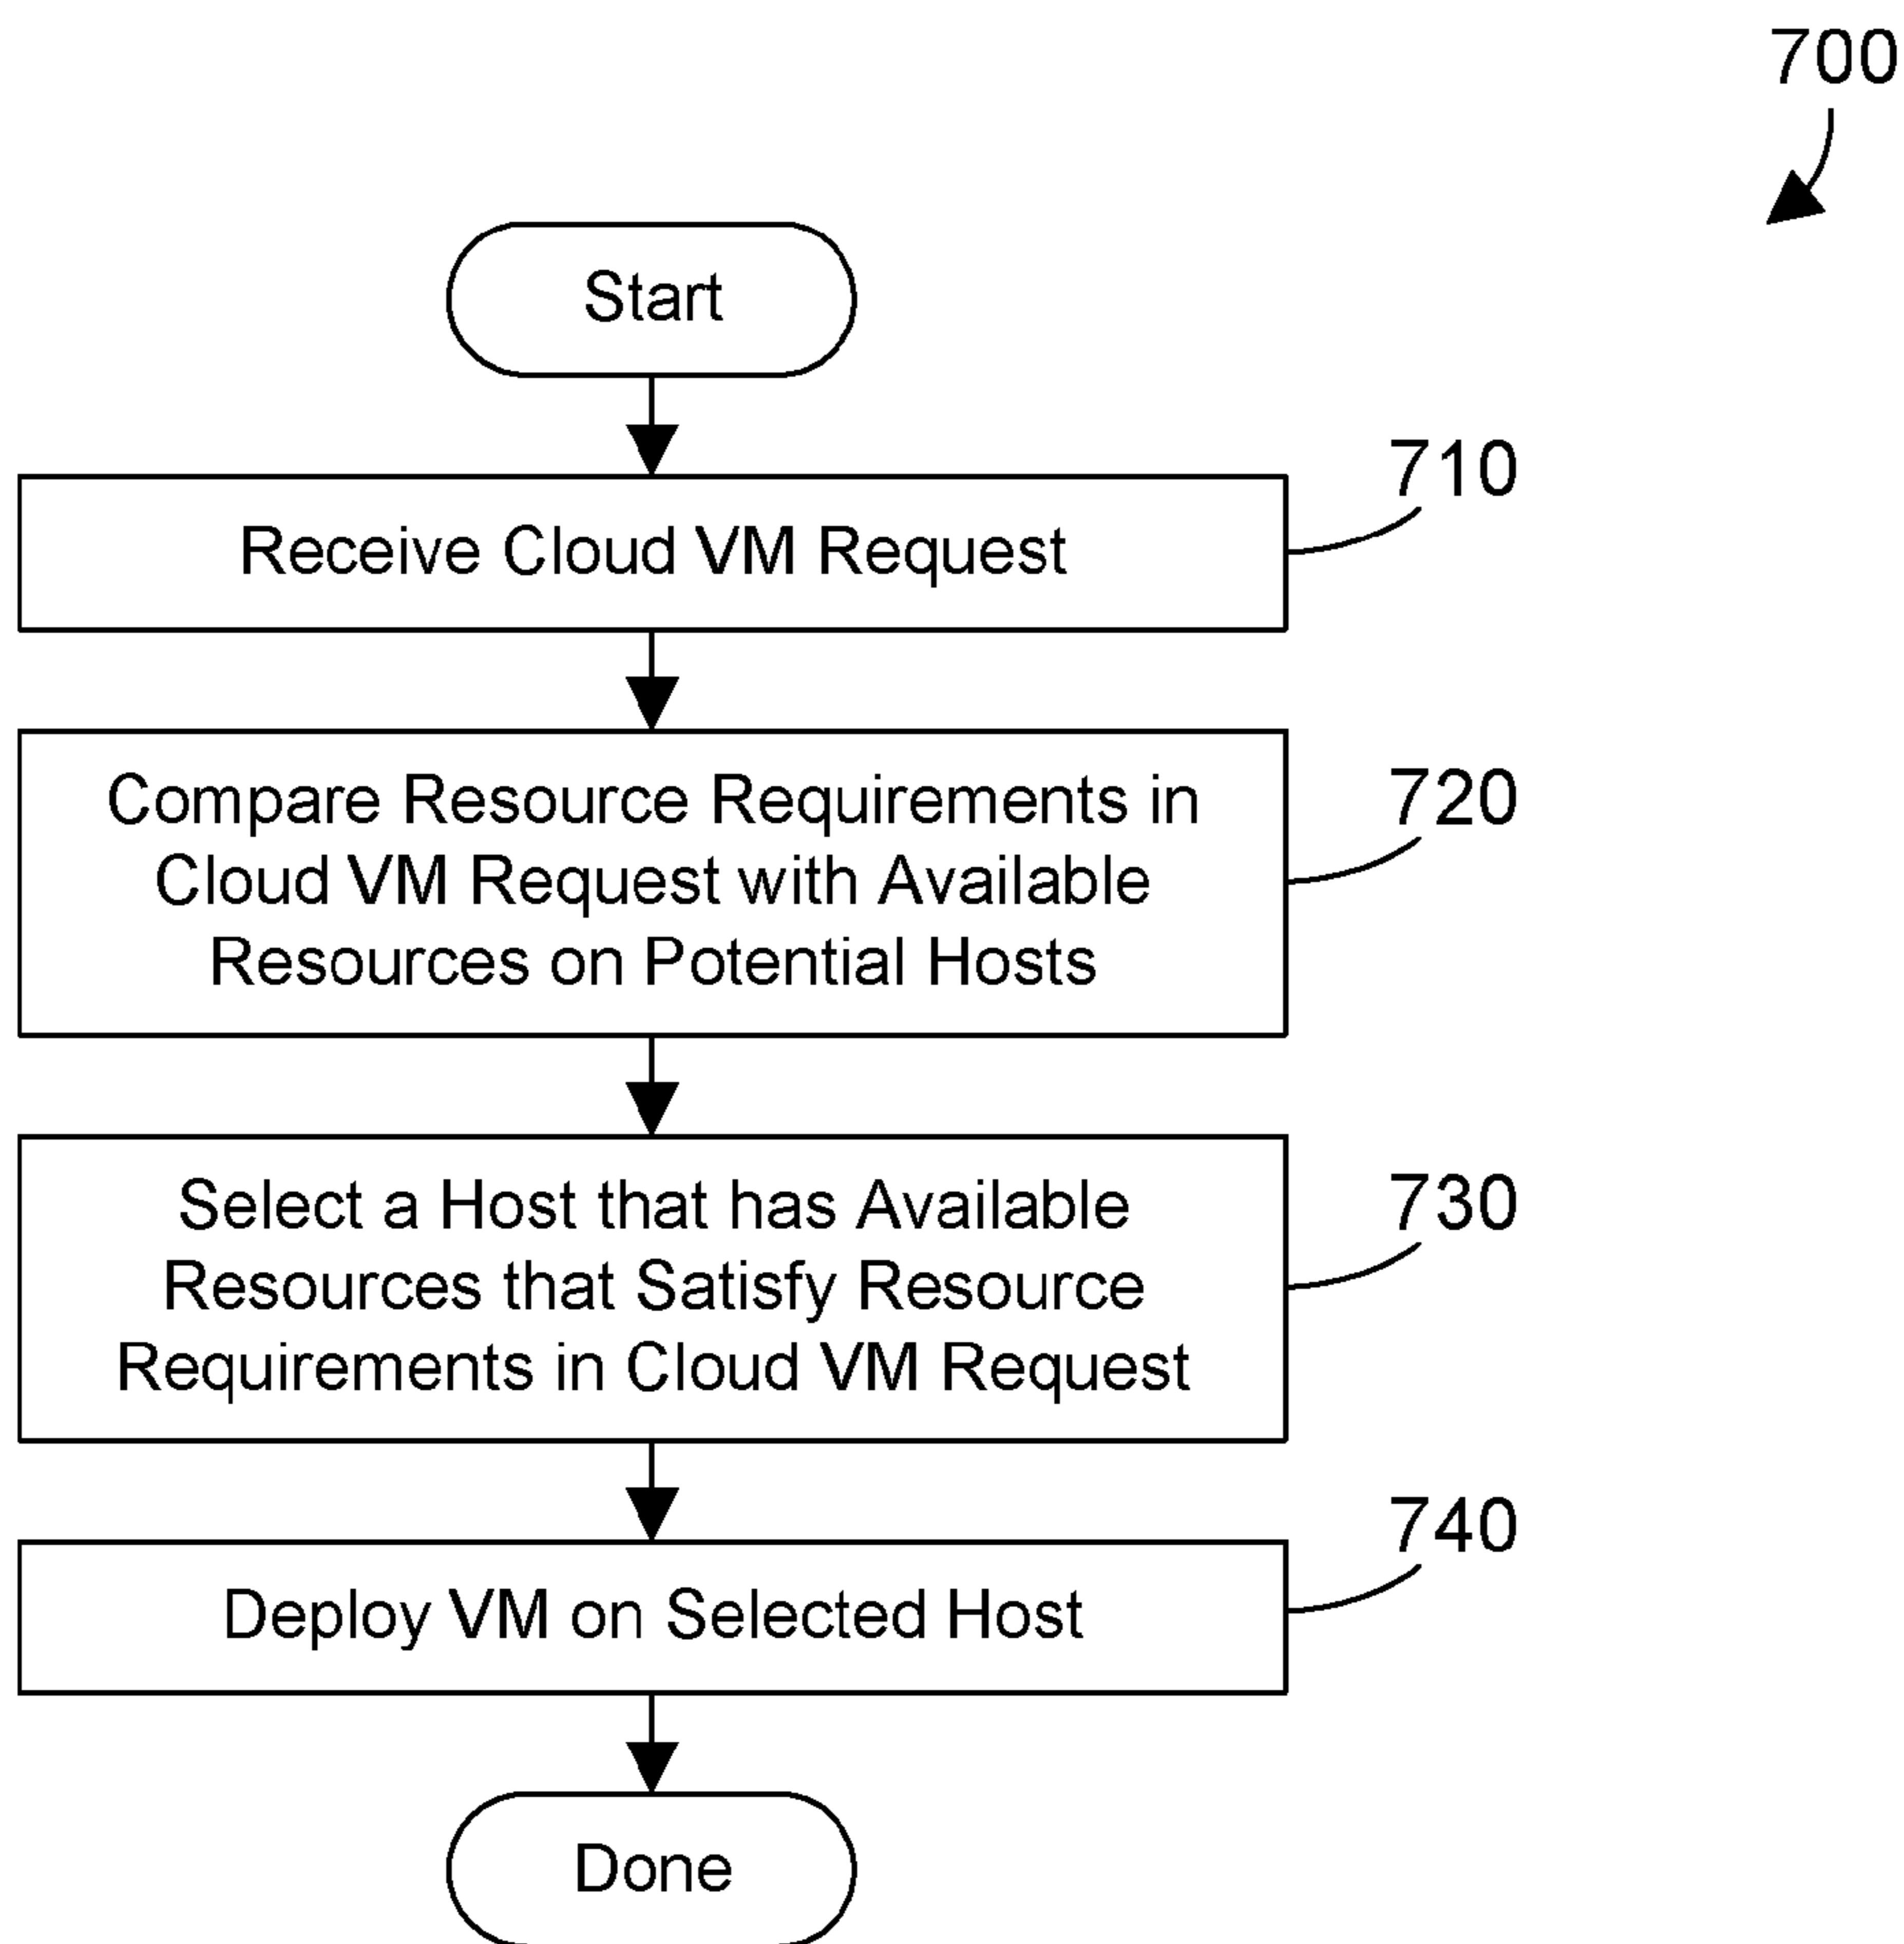 700
Start
710
Receive Cloud VM Request
720
Compare Resource Requirements in
Cloud VM Request with Available
Resources on Potential Hosts
730
Select a Host that has Available
Resources that Satisfy Resource
Requirements in Cloud VM Request
740
Deploy VM on Selected Host
Done